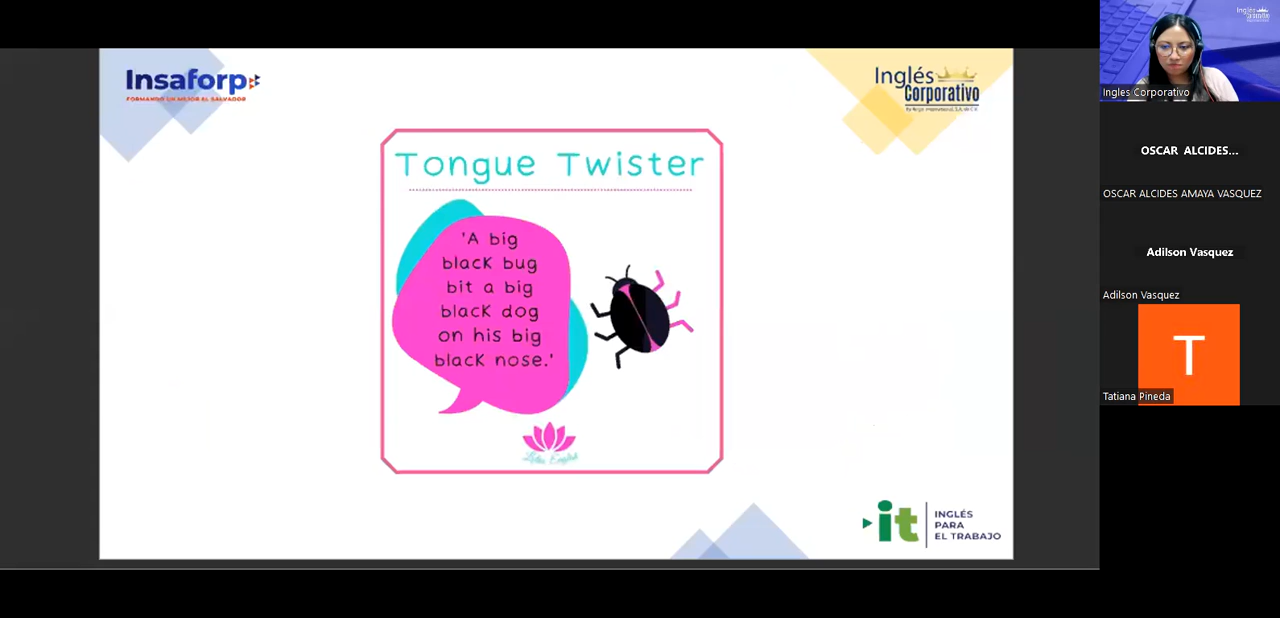 Insaforp
FORMANDO UN MEJOR EL SALVADOR
Inglés
Corporativo
Tongue Twister
'A big
black bug
bit a big
black dog
on his big
black nose.'
it
INGLÉS
PARA
EL TRABAJO
Ingles Corporativo
OSCAR ALCIDES...
OSCAR ALCIDES AMAYA VASQUEZ
Adilson Vasquez
Adilson Vasquez
T
Tatiana Pineda